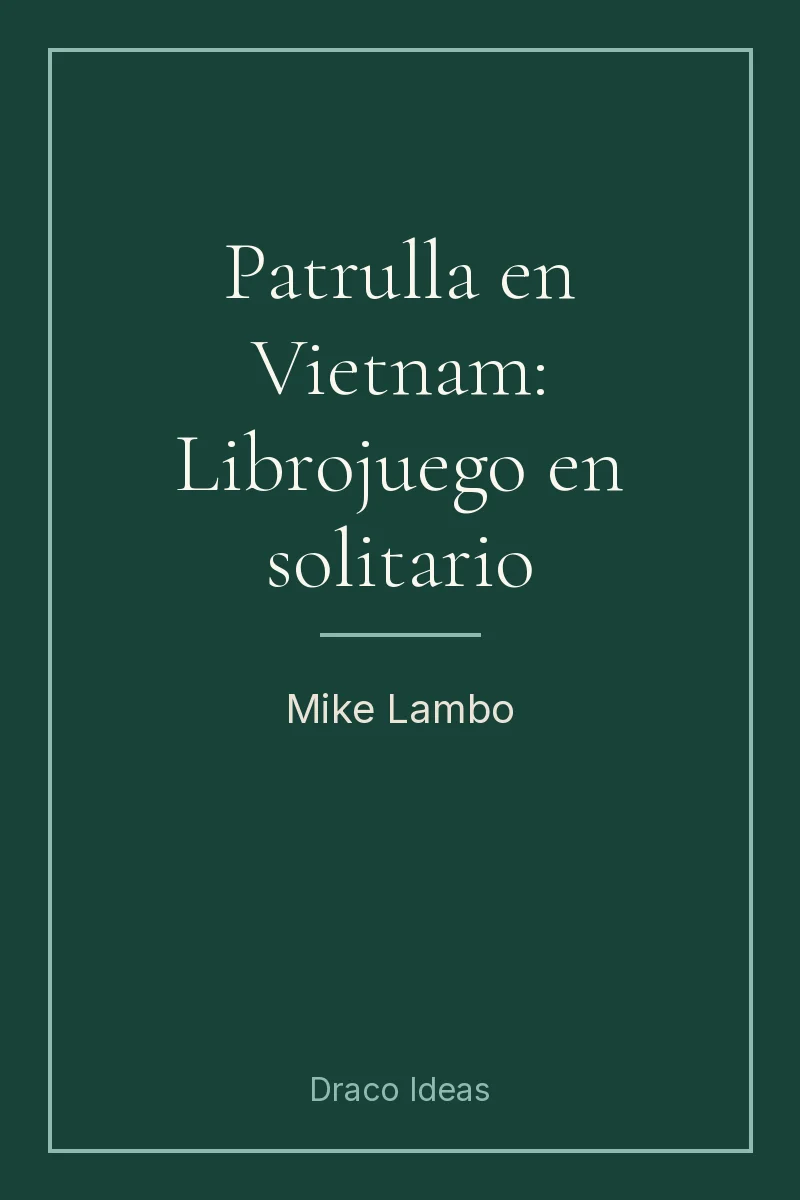 Patrulla en
Vietnam:
Librojuego en
solitario
Mike Lambo
Draco Ideas